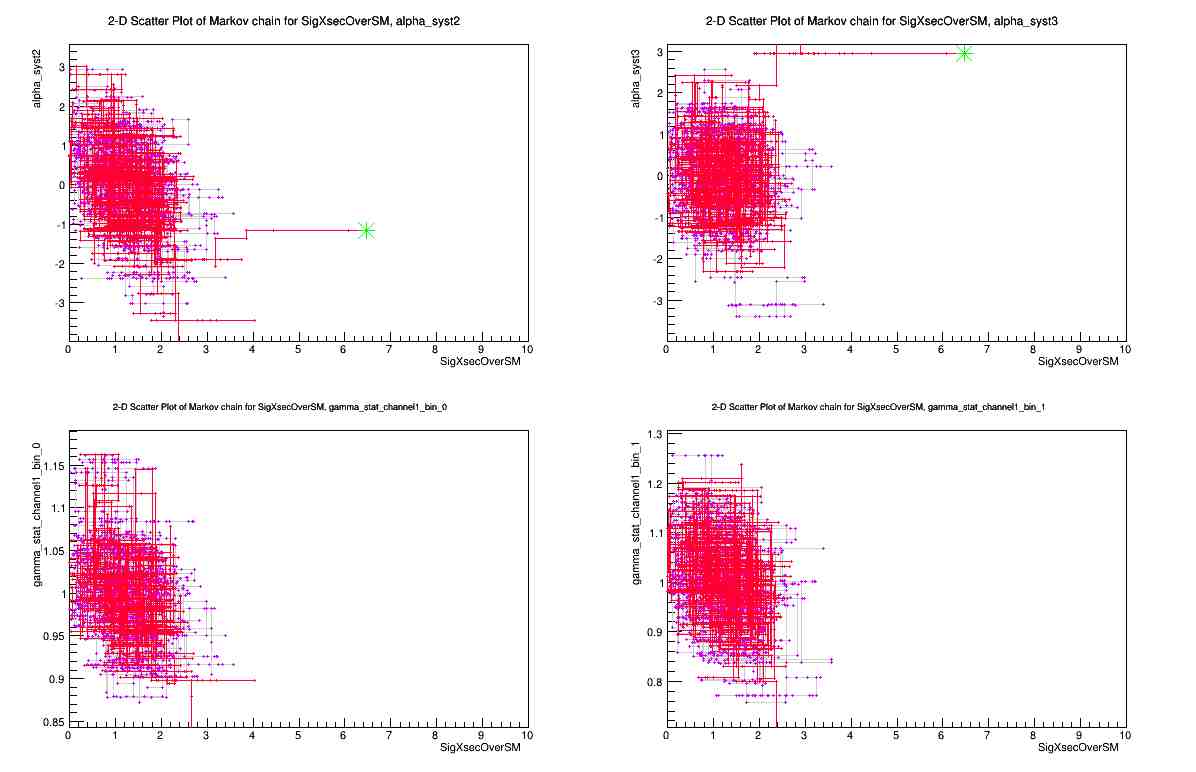 2-D Scatter Plot of Markov chain for SigXsecOverSM, alpha_syst2
alpha_syst2
3
2
1
0
-1
-2
-3
0 1 2 3 4 5 6 7 8 9 10
SigXsecOverSM
2-D Scatter Plot of Markov chain for SigXsecOverSM, alpha_syst3
alpha_syst3
3
2
1
0
-1
-2
-3
0 1 2 3 4 5 6 7 8 9 10
SigXsecOverSM
2-D Scatter Plot of Markov chain for SigXsecOverSM, gamma_stat_channel1_bin_0
gamma_stat_channel1_bin_0
1.15
1.1
1.05
1
0.95
0.9
0.85
0 1 2 3 4 5 6 7 8 9 10
SigXsecOverSM
2-D Scatter Plot of Markov chain for SigXsecOverSM, gamma_stat_channel1_bin_1
gamma_stat_channel1_bin_1
1.3
1.2
1.1
1
0.9
0.8
0 1 2 3 4 5 6 7 8 9 10
SigXsecOverSM